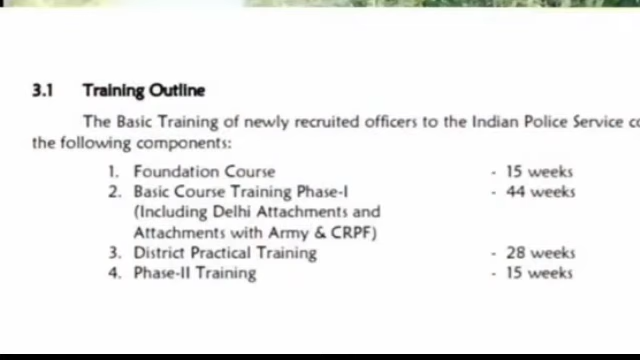 3.1 Training Outline
The Basic Training of newly recruited officers to the Indian Police Service
the following components:
1. Foundation Course - 15 weeks
2. Basic Course Training Phase-I - 44 weeks
(Including Delhi Attachments and
Attachments with Army & CRPF)
3. District Practical Training - 28 weeks
4. Phase-II Training - 15 weeks